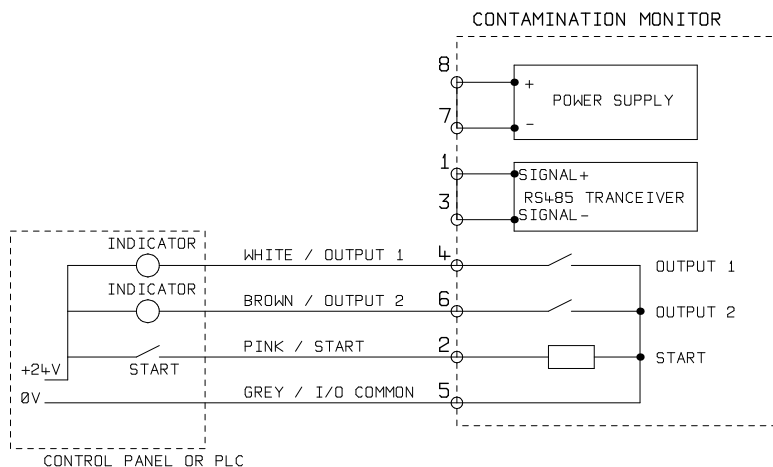 CONTAMINATION MONITOR
8
+
POWER SUPPLY
7
-
1
SIGNAL+
RS485 TRANCEIVER
3
SIGNAL-
INDICATOR
WHITE / OUTPUT 1
4
OUTPUT 1
INDICATOR
BROWN / OUTPUT 2
6
OUTPUT 2
PINK / START
2
START
START
+24V
0V
GREY / I/O COMMON
5
CONTROL PANEL OR PLC